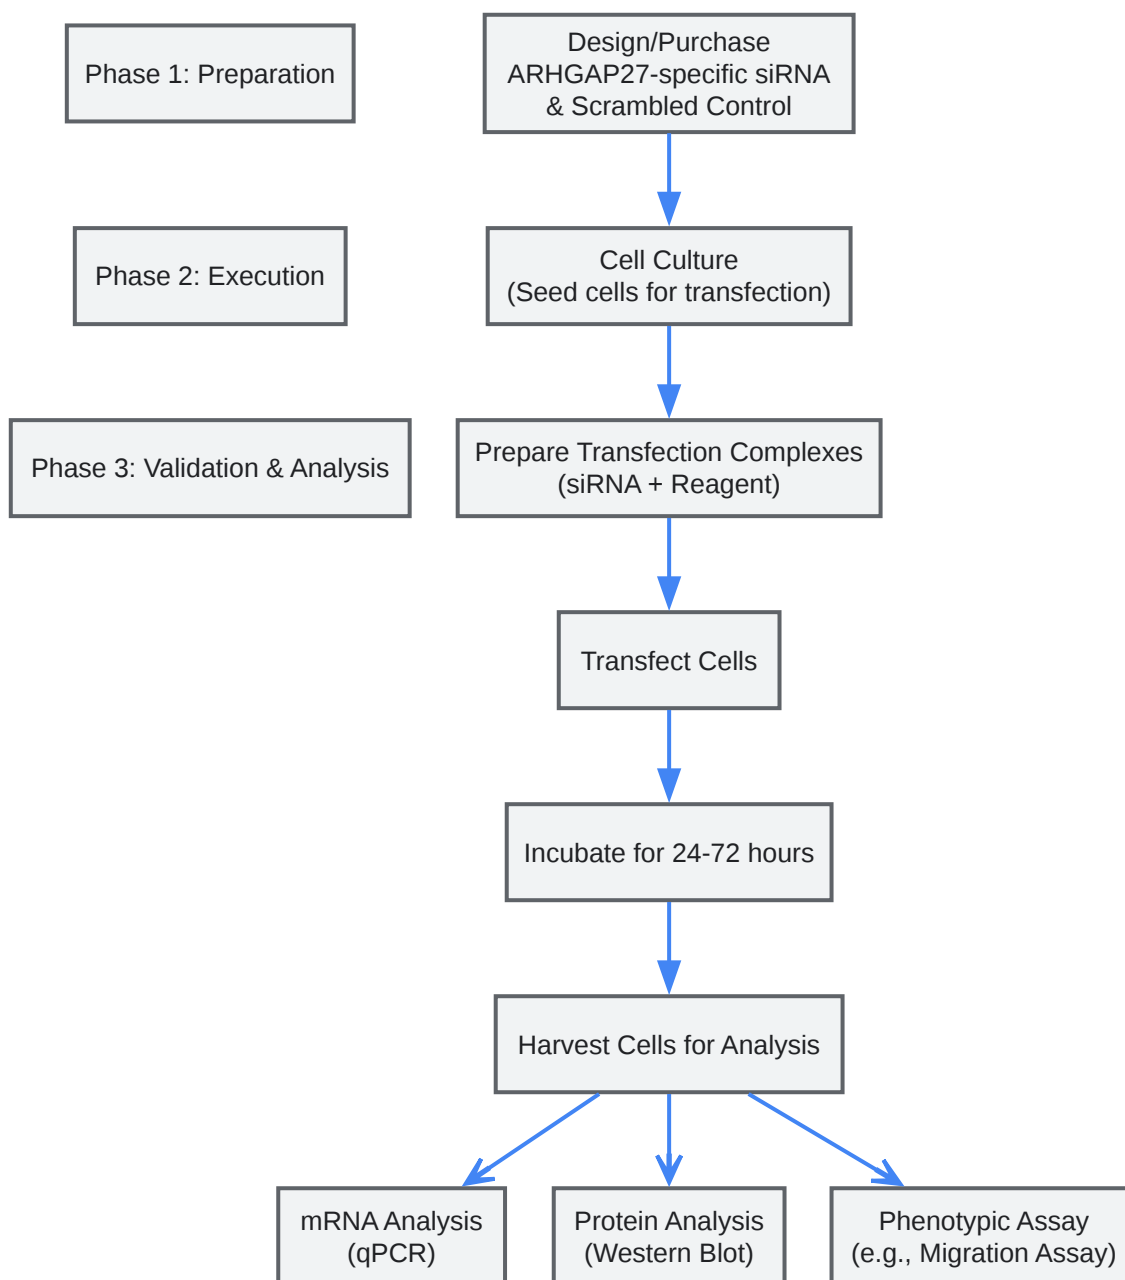 Phase 1: Preparation
Design/Purchase
ARHGAP27-specific siRNA
& Scrambled Control
Phase 2: Execution
Cell Culture
(Seed cells for transfection)
Phase 3: Validation & Analysis
Prepare Transfection Complexes
(siRNA + Reagent)
Transfect Cells
Incubate for 24-72 hours
Harvest Cells for Analysis
mRNA Analysis
(qPCR)
Protein Analysis
(Western Blot)
Phenotypic Assay
(e.g., Migration Assay)